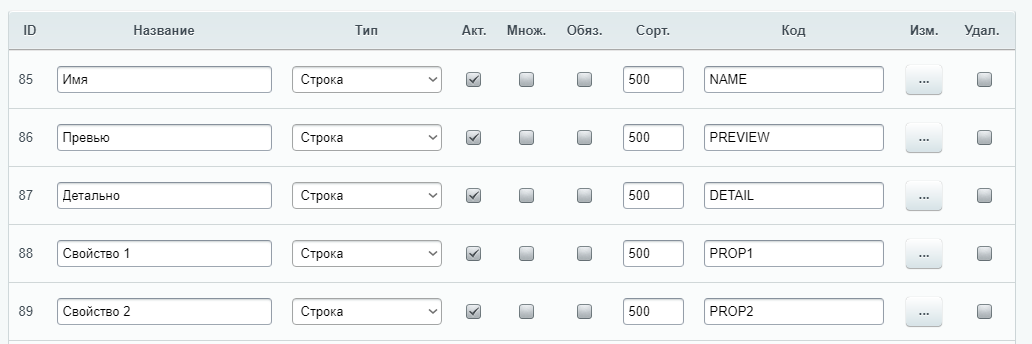 ID Название Тип Акт. Множ. Обяз. Сорт. Код Изм. Удал.
85 Имя Строка 500 NAME ...
86 Превью Строка 500 PREVIEW ...
87 Детально Строка 500 DETAIL ...
88 Свойство 1 Строка 500 PROP1 ...
89 Свойство 2 Строка 500 PROP2 ...